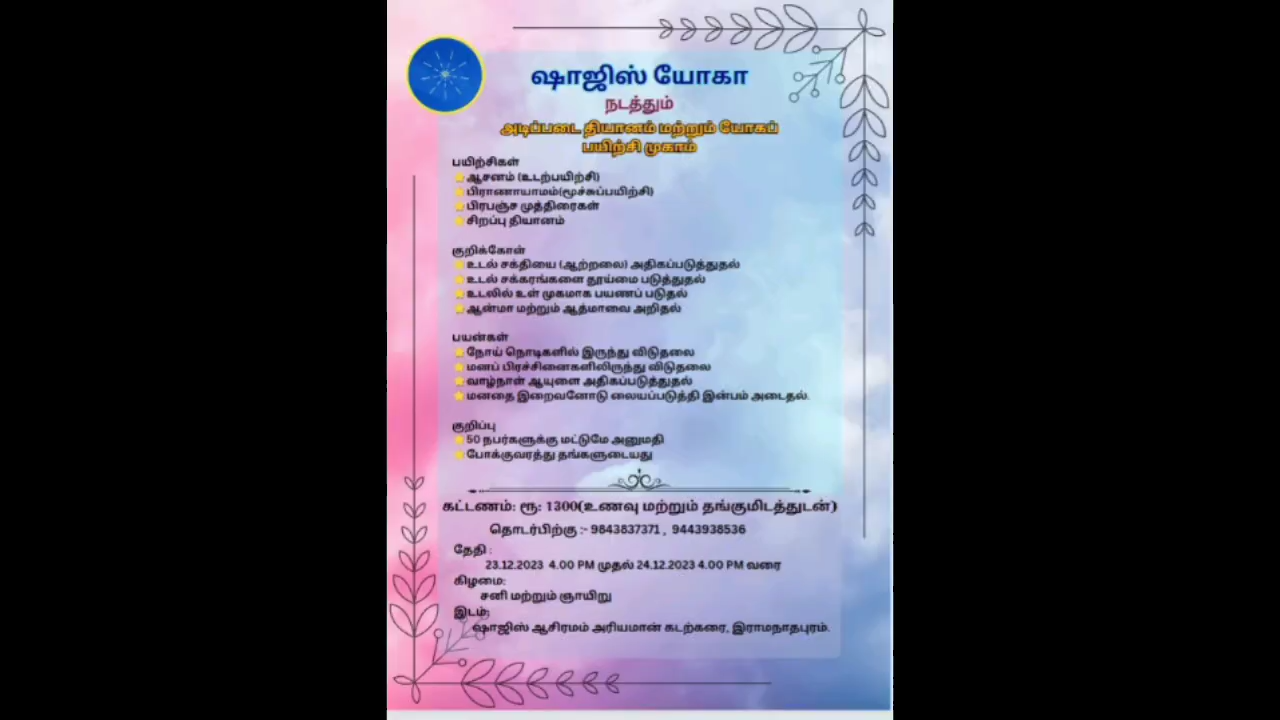 ஷாஜிஸ் யோகா
நடத்தும்
அடிப்படை தியானம் மற்றும் யோகப்
பயிற்சி முகாம்
பயிற்சிகள்
ஆசனம் (உடற்பயிற்சி)
பிராணாயாமம்(மூச்சுப்பயிற்சி)
பிரபஞ்ச முத்திரைகள்
சிறப்பு தியானம்
குறிக்கோள்
உடல் சக்தியை (ஆற்றலை) அதிகப்படுத்துதல்
உடல் சக்கரங்களை தூய்மை படுத்துதல்
உடலில் உள் முகமாக பயணப் படுதல்
ஆன்மா மற்றும் ஆத்மாவை அறிதல்
பயன்கள்
நோய் நொடிகளில் இருந்து விடுதலை
மனப் பிரச்சினைகளிலிருந்து விடுதலை
வாழ்நாள் ஆயுளை அதிகப்படுத்துதல்
மனதை இறைவனோடு லையப்படுத்தி இன்பம் அடைதல்.
குறிப்பு
50 நபர்களுக்கு மட்டுமே அனுமதி
போக்குவரத்து தங்களுடையது
கட்டணம்: ரூ: 1300(உணவு மற்றும் தங்குமிடத்துடன்)
தொடர்பிற்கு :- 9843837371 , 9443938536
தேதி :
23.12.2023 4.00 PM முதல் 24.12.2023 4.00 PM வரை
கிழமை:
சனி மற்றும் ஞாயிறு
இடம்:
ஷாஜிஸ் ஆசிரமம் அரியமான் கடற்கரை, இராமநாதபுரம்.